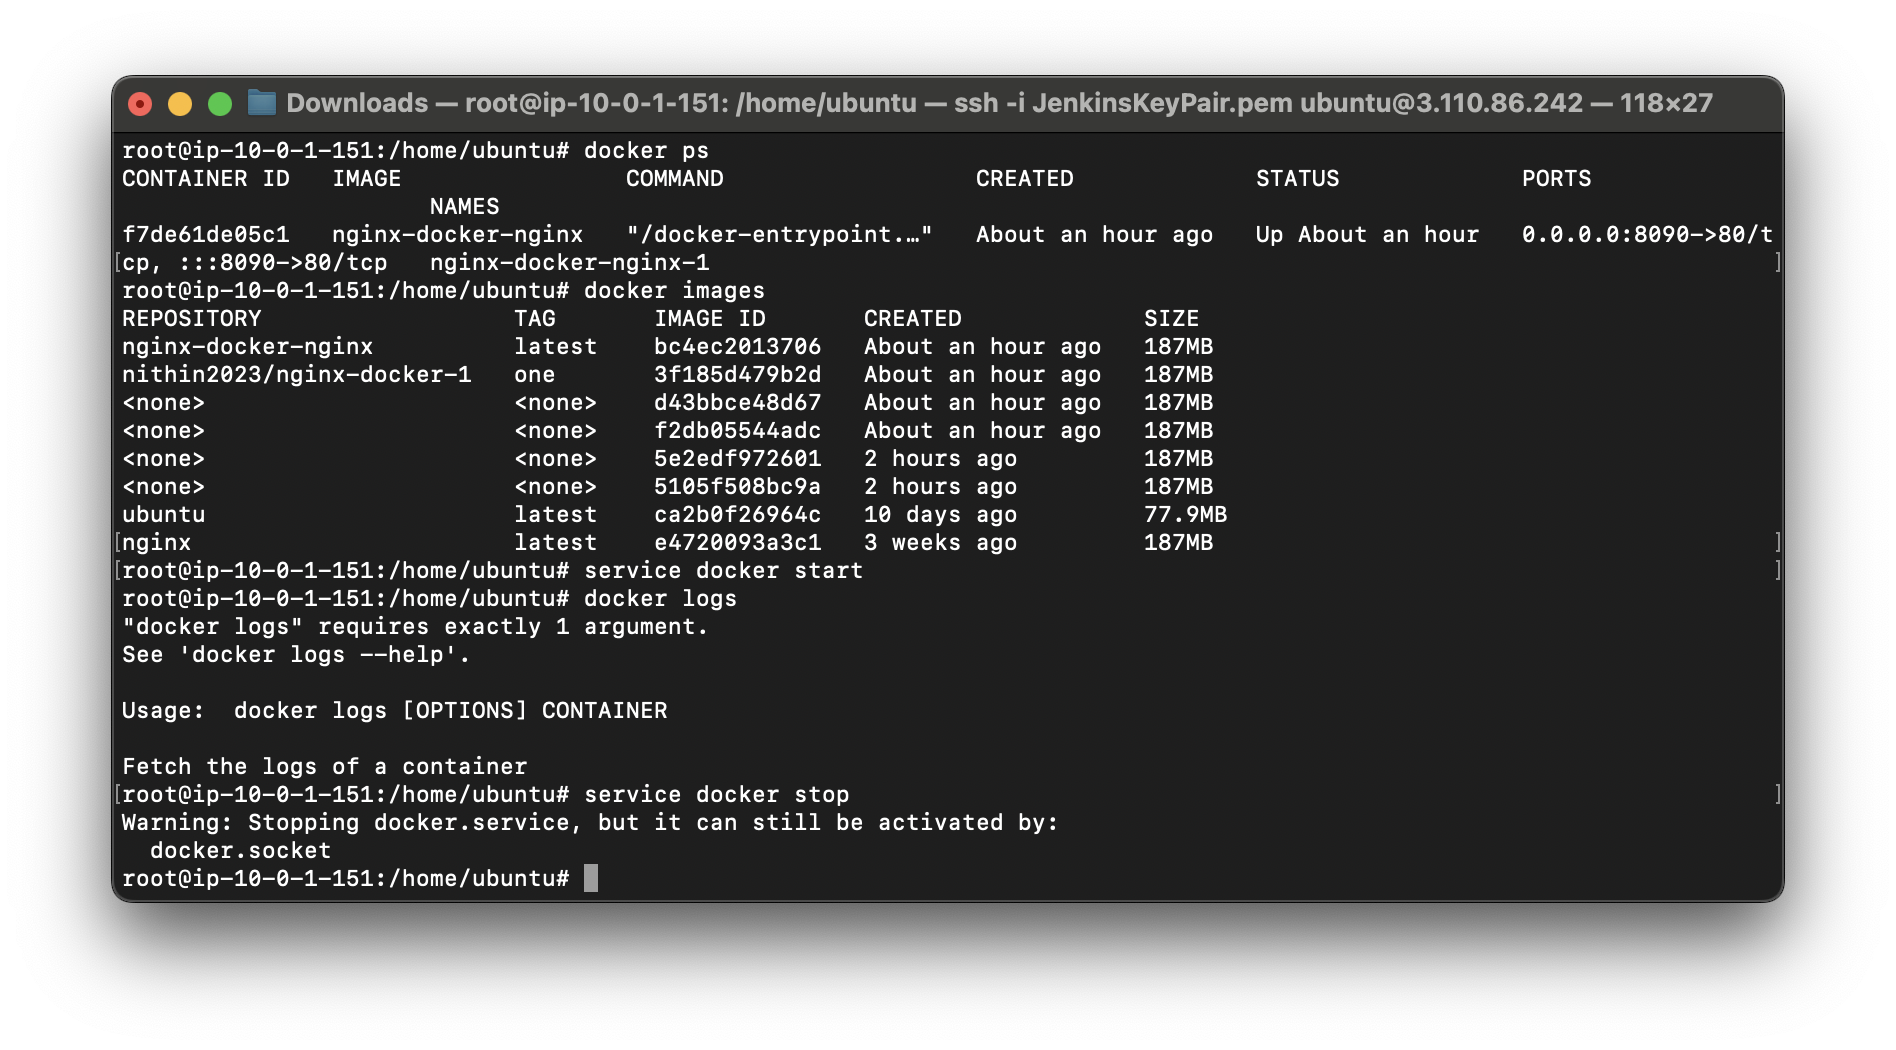 Downloads — root@ip-10-0-1-151: /home/ubuntu — ssh -i JenkinsKeyPair.pem ubuntu@3.110.86.242 — 118×27
root@ip-10-0-1-151:/home/ubuntu# docker ps
CONTAINER ID   IMAGE                COMMAND                  CREATED             STATUS             PORTS
                      NAMES
f7de61de05c1   nginx-docker-nginx   "/docker-entrypoint.…"   About an hour ago   Up About an hour   0.0.0.0:8090->80/t
[cp, :::8090->80/tcp   nginx-docker-nginx-1 ]
root@ip-10-0-1-151:/home/ubuntu# docker images
REPOSITORY                  TAG       IMAGE ID       CREATED             SIZE
nginx-docker-nginx          latest    bc4ec2013706   About an hour ago   187MB
nithin2023/nginx-docker-1   one       3f185d479b2d   About an hour ago   187MB
<none>                      <none>    d43bbce48d67   About an hour ago   187MB
<none>                      <none>    f2db05544adc   About an hour ago   187MB
<none>                      <none>    5e2edf972601   2 hours ago         187MB
<none>                      <none>    5105f508bc9a   2 hours ago         187MB
ubuntu                      latest    ca2b0f26964c   10 days ago         77.9MB
[nginx                      latest    e4720093a3c1   3 weeks ago         187MB ]
[root@ip-10-0-1-151:/home/ubuntu# service docker start ]
root@ip-10-0-1-151:/home/ubuntu# docker logs
"docker logs" requires exactly 1 argument.
See 'docker logs --help'.
Usage:  docker logs [OPTIONS] CONTAINER
Fetch the logs of a container
[root@ip-10-0-1-151:/home/ubuntu# service docker stop ]
Warning: Stopping docker.service, but it can still be activated by:
  docker.socket
root@ip-10-0-1-151:/home/ubuntu#